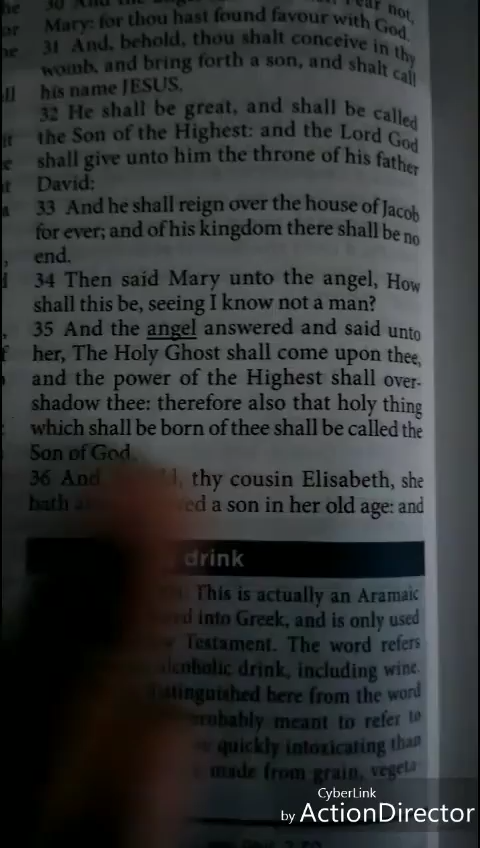 Mary: for thou hast found favour with God.
31 And, behold, thou shalt conceive in thy
womb, and bring forth a son, and shalt call
his name JESUS.
32 He shall be great, and shall be called
the Son of the Highest: and the Lord God
shall give unto him the throne of his father
David:
33 And he shall reign over the house of Jacob
for ever; and of his kingdom there shall be no
end.
34 Then said Mary unto the angel, How
shall this be, seeing I know not a man?
35 And the angel answered and said unto
her, The Holy Ghost shall come upon thee,
and the power of the Highest shall over-
shadow thee: therefore also that holy thing
which shall be born of thee shall be called the
Son of God.
36 And thy cousin Elisabeth, she
hath a son in her old age: and
drink
This is actually an Aramaic
into Greek, and is only used
Testament. The word refers
alcoholic drink, including wine.
distinguished here from the word
probably meant to refer to
quickly intoxicating than
made from grain, vegeta-
CyberLink
by ActionDirector